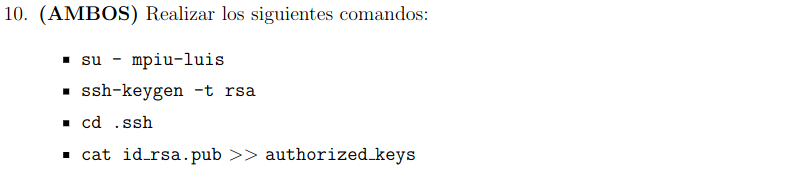 10. (AMBOS) Realizar los siguientes comandos:
▪ su - mpiu-luis
▪ ssh-keygen -t rsa
▪ cd .ssh
▪ cat id_rsa.pub >> authorized_keys